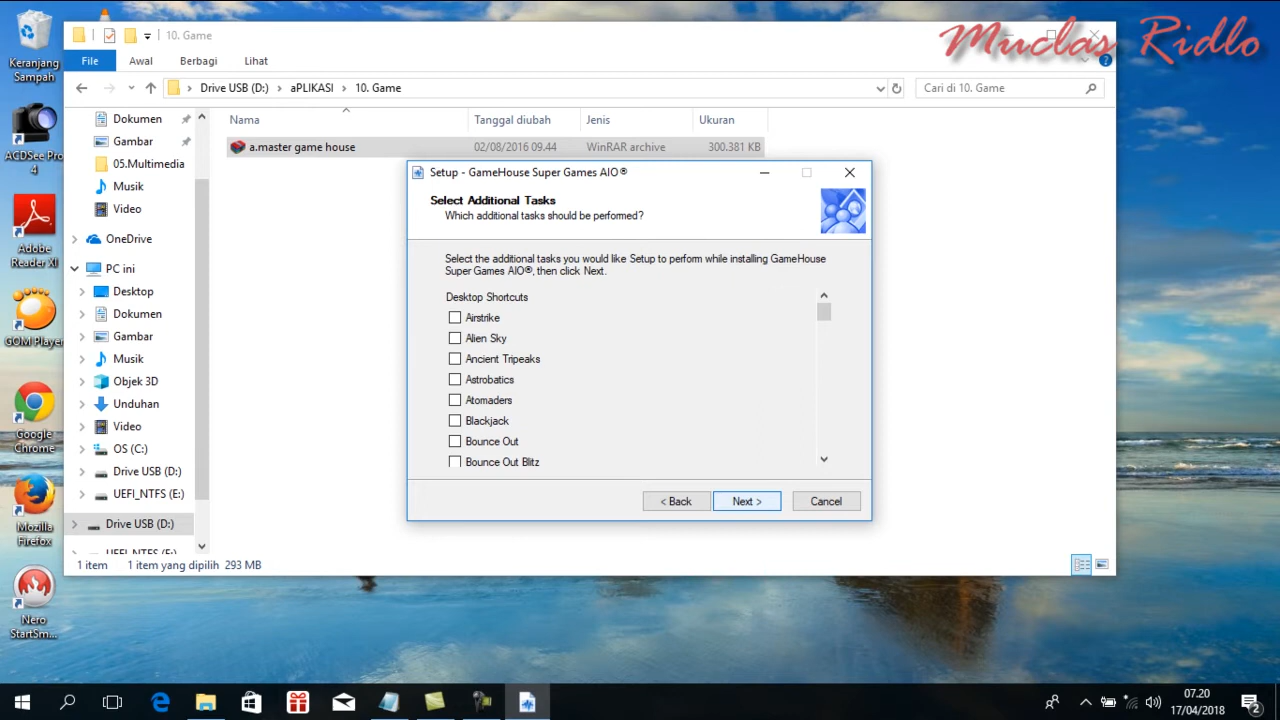 Keranjang
Sampah
ACDSee Pro
4
Adobe
Reader XI
GOM Player
Google
Chrome
Mozilla
Firefox
Nero
StartSm...
10. Game
Muclas Ridlo
File
Awal
Berbagi
Lihat
Drive USB (D:)
aPLIKASI
10. Game
Cari di 10. Game
Dokumen
Gambar
05.Multimedia
Musik
Video
OneDrive
PC ini
Desktop
Dokumen
Gambar
Musik
Objek 3D
Unduhan
Video
OS (C:)
Drive USB (D:)
UEFI_NTFS (E:)
Drive USB (D:)
UEFI_NTFS (E:)
Nama
Tanggal diubah
Jenis
Ukuran
a.master game house
02/08/2016 09.44
WinRAR archive
300.381 KB
Setup - GameHouse Super Games AIO®
Select Additional Tasks
Which additional tasks should be performed?
Select the additional tasks you would like Setup to perform while installing GameHouse
Super Games AIO®, then click Next.
Desktop Shortcuts
Airstrike
Alien Sky
Ancient Tripeaks
Astrobatics
Atomaders
Blackjack
Bounce Out
Bounce Out Blitz
< Back
Next >
Cancel
1 item
1 item yang dipilih 293 MB
07.20
17/04/2018
2